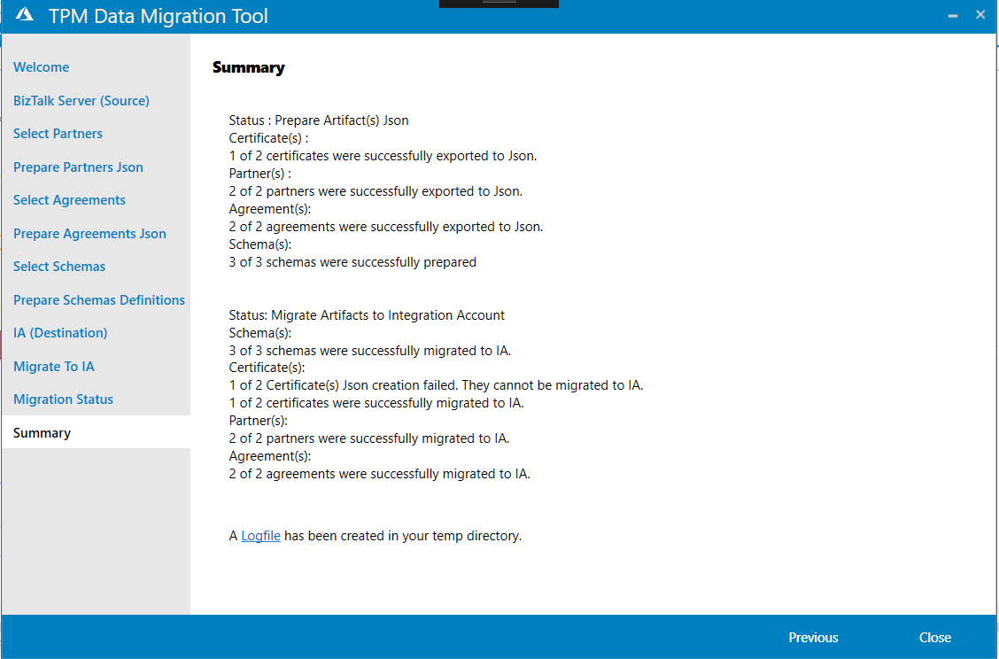 TPM Data Migration Tool
Welcome
BizTalk Server (Source)
Select Partners
Prepare Partners Json
Select Agreements
Prepare Agreements Json
Select Schemas
Prepare Schemas Definitions
IA (Destination)
Migrate To IA
Migration Status
Summary
Summary
Status : Prepare Artifact(s) Json
Certificate(s) :
1 of 2 certificates were successfully exported to Json.
Partner(s) :
2 of 2 partners were successfully exported to Json.
Agreement(s):
2 of 2 agreements were successfully exported to Json.
Schema(s):
3 of 3 schemas were successfully prepared
Status: Migrate Artifacts to Integration Account
Schema(s):
3 of 3 schemas were successfully migrated to IA.
Certificate(s):
1 of 2 Certificate(s) Json creation failed. They cannot be migrated to IA.
1 of 2 certificates were successfully migrated to IA.
Partner(s):
2 of 2 partners were successfully migrated to IA.
Agreement(s):
2 of 2 agreements were successfully migrated to IA.
A Logfile has been created in your temp directory.
Previous
Close